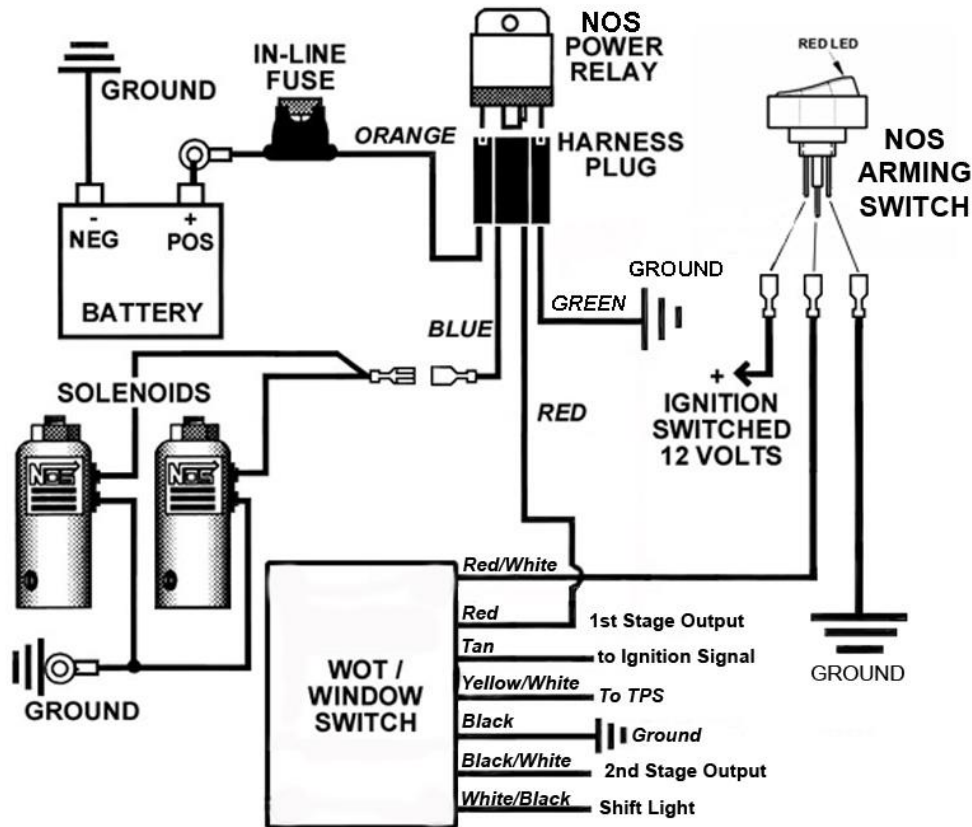 GROUND
IN-LINE
FUSE
ORANGE
NOS
POWER
RELAY
HARNESS
PLUG
RED LED
NOS
ARMING
SWITCH
-
NEG
+
POS
BATTERY
GROUND
GREEN
BLUE
RED
+
IGNITION
SWITCHED
12 VOLTS
SOLENOIDS
NOS
NOS
GROUND
WOT /
WINDOW
SWITCH
Red/White
Red
1st Stage Output
Tan
to Ignition Signal
Yellow/White
To TPS
Black
Ground
Black/White
2nd Stage Output
White/Black
Shift Light
GROUND